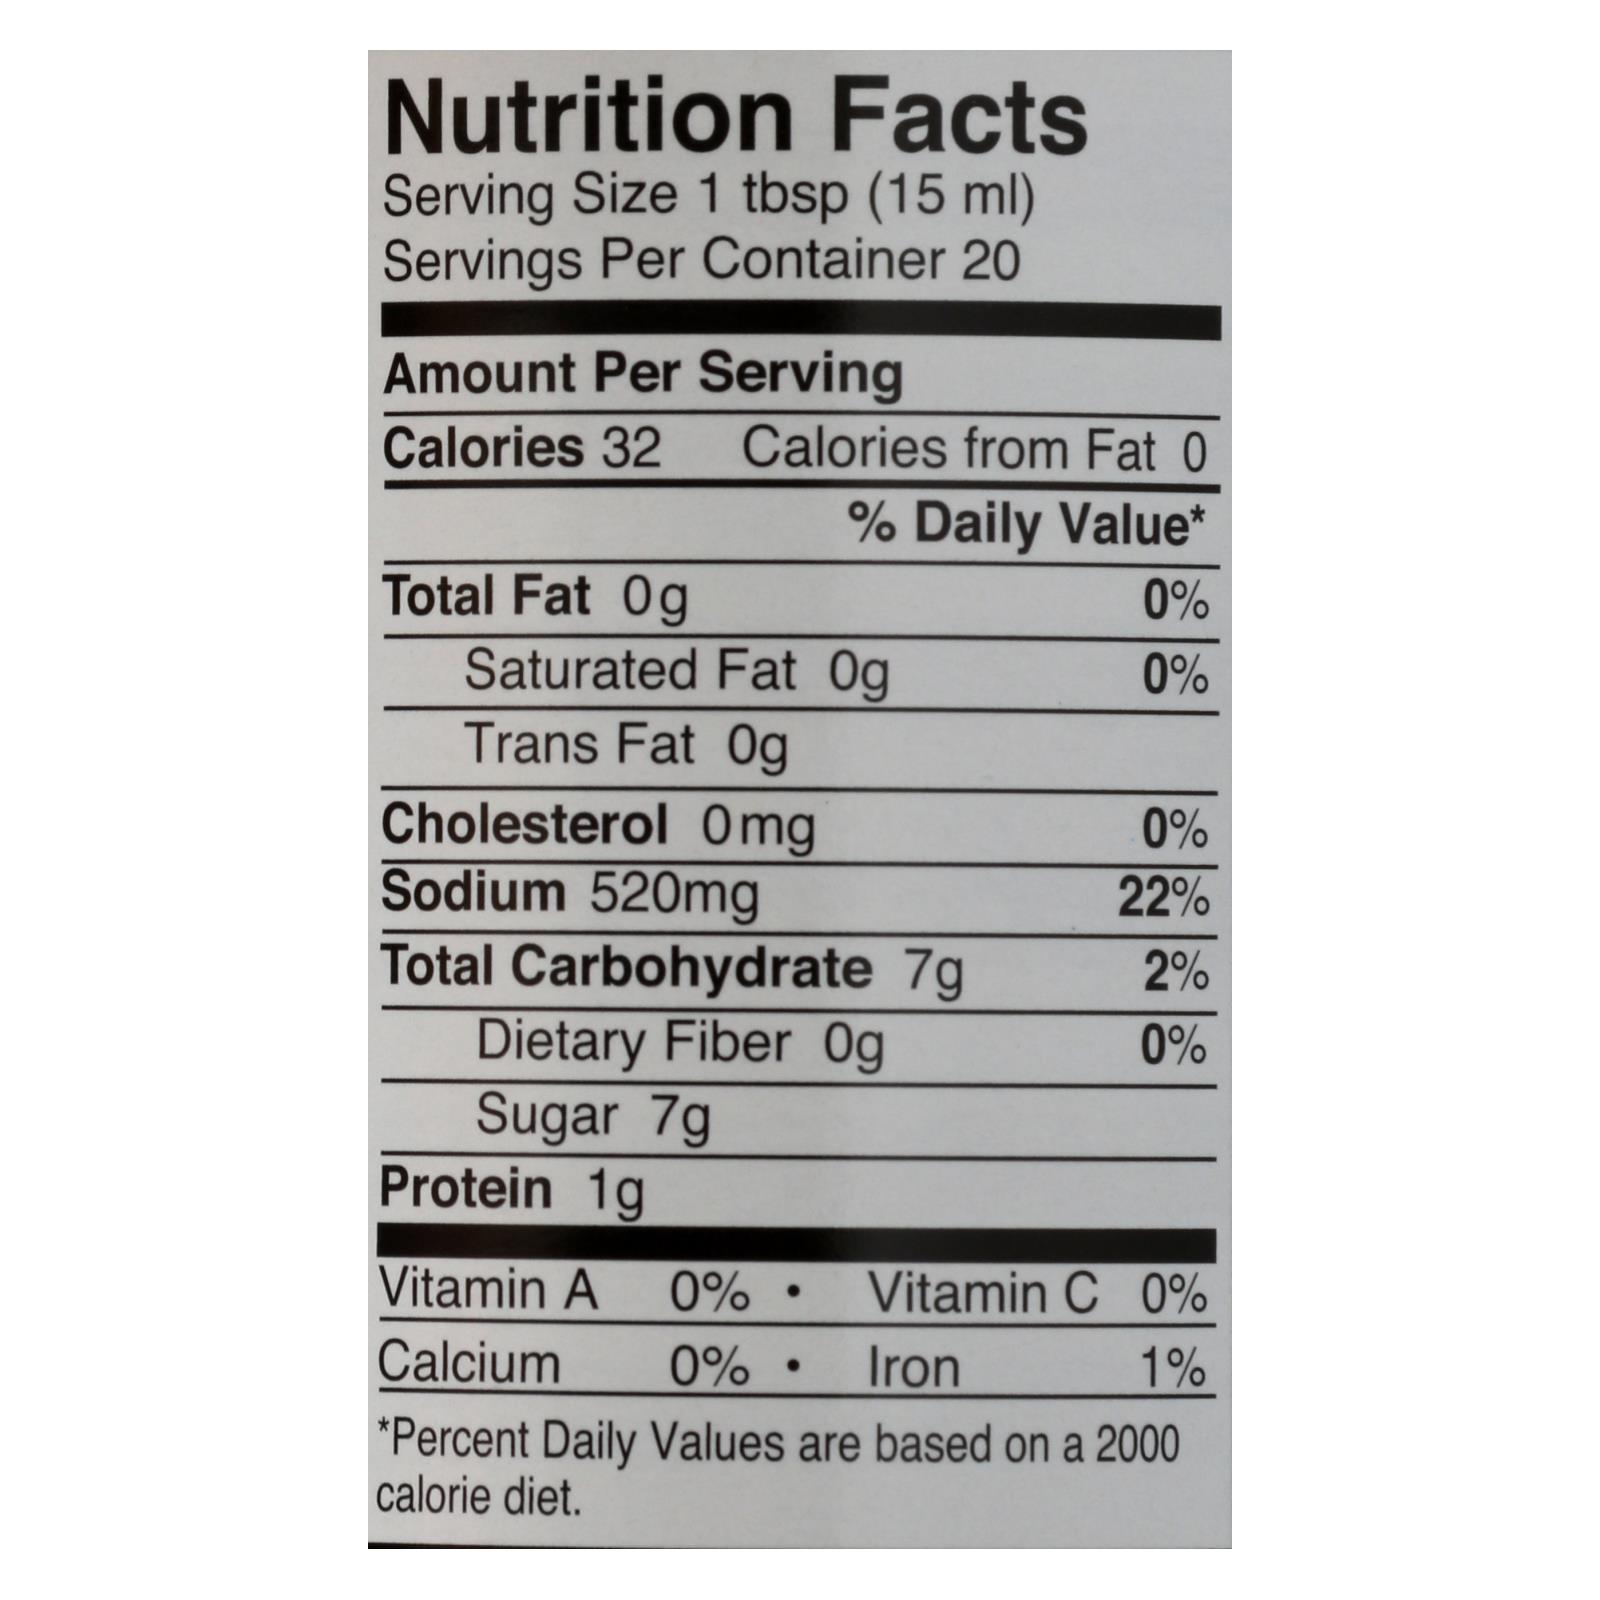 Nutrition Facts
Serving Size 1 tbsp (15 ml)
Servings Per Container 20
Amount Per Serving
Calories 32 Calories from Fat 0
% Daily Value*
Total Fat 0g 0%
Saturated Fat 0g 0%
Trans Fat 0g
Cholesterol 0mg 0%
Sodium 520mg 22%
Total Carbohydrate 7g 2%
Dietary Fiber 0g 0%
Sugar 7g
Protein 1g
Vitamin A 0% • Vitamin C 0%
Calcium 0% • Iron 1%
*Percent Daily Values are based on a 2000
calorie diet.